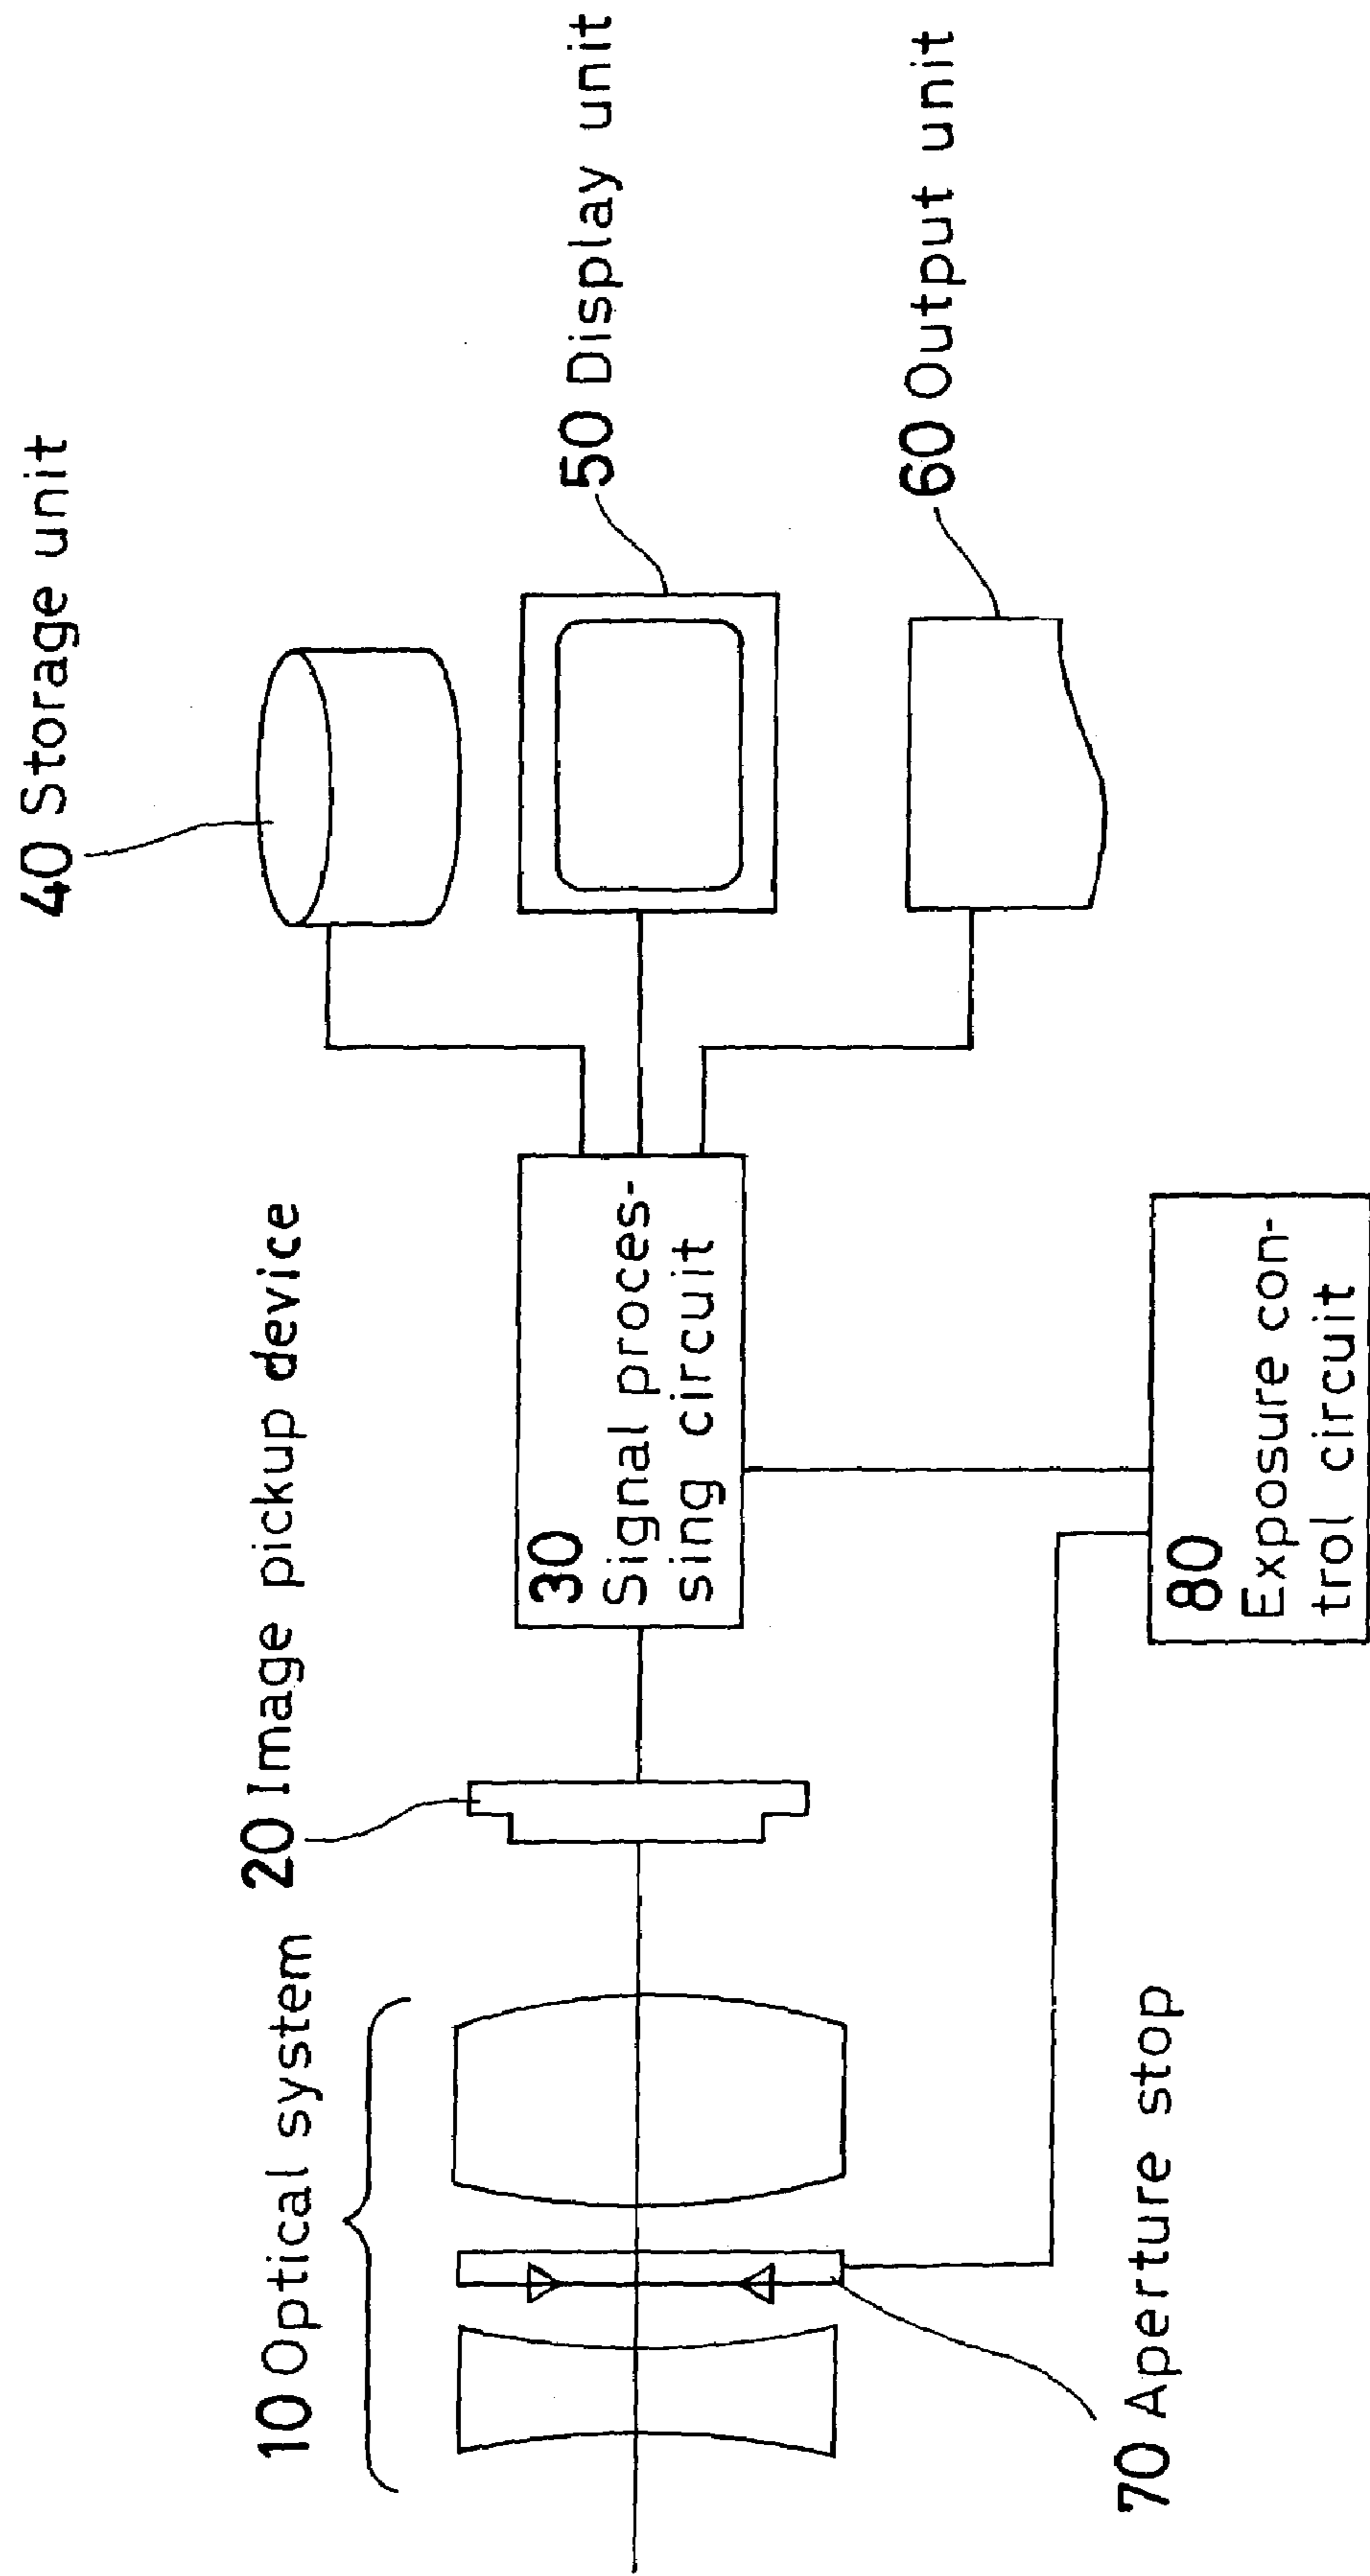 10 Optical system
20 Image pickup device
30
Signal proces-
sing circuit
40 Storage unit
50 Display unit
60 Output unit
70 Aperture stop
80
Exposure con-
trol circuit